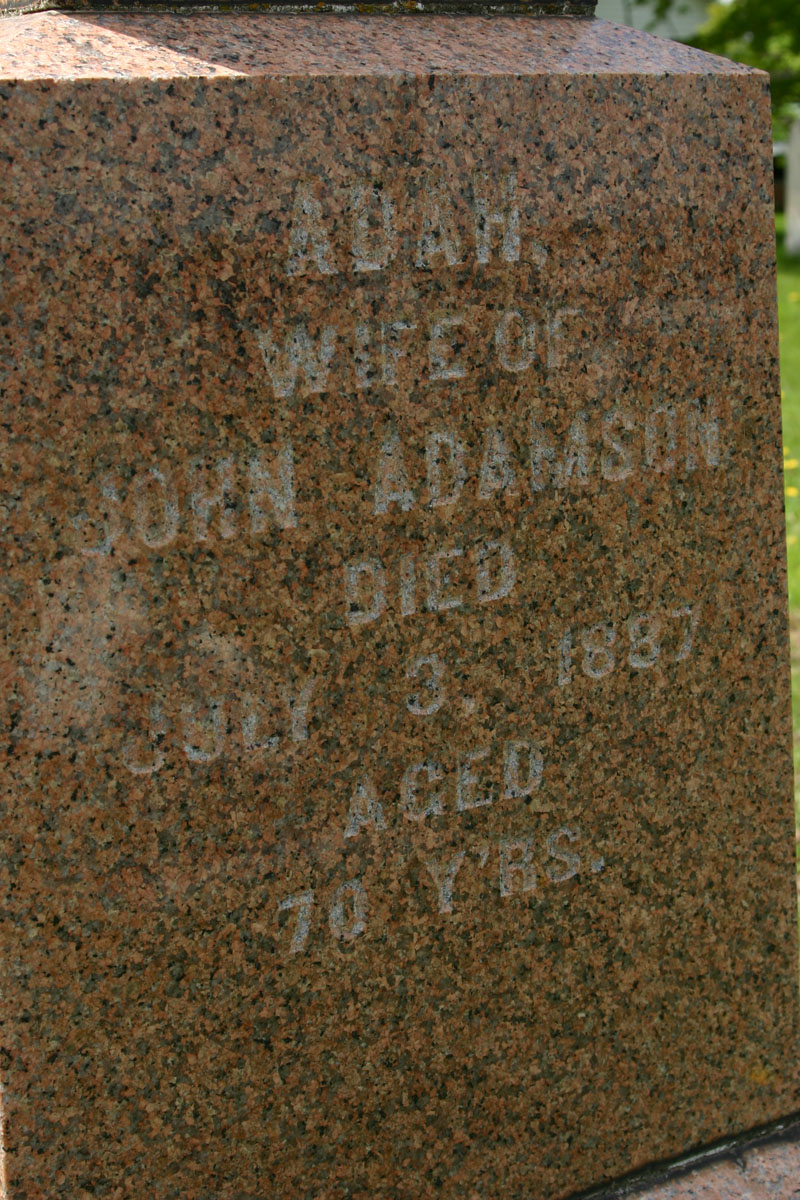 ADAH,
WIFE OF
JOHN ADAMSON
DIED
JULY 3, 1887
AGED
70 Y'RS.